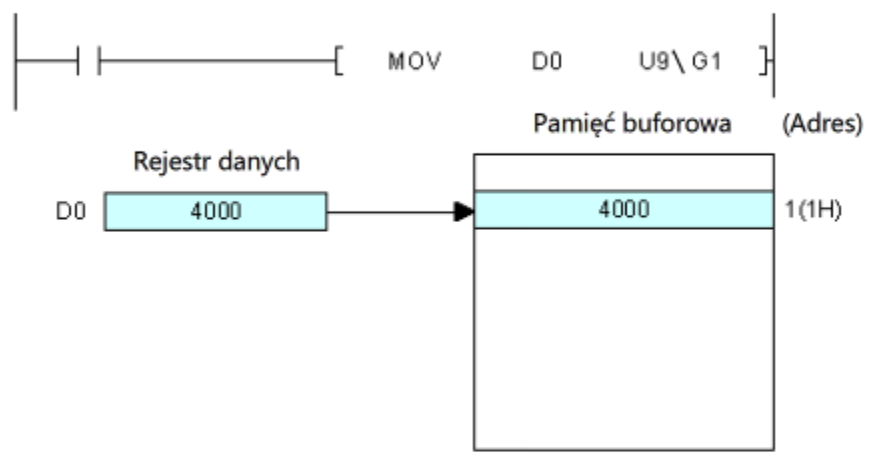 MOV D0 U9\G1
Pamięć buforowa (Adres)
Rejestr danych
D0 4000 4000 1(1H)